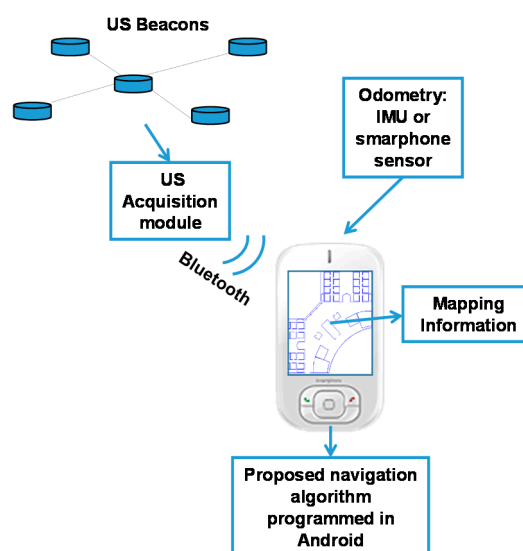 US Beacons
Odometry:
IMU or
smarphone
sensor
US
Acquisition
module
Bluetooth
Mapping
Information
Smartphone
Proposed navigation
algorithm
programmed in
Android